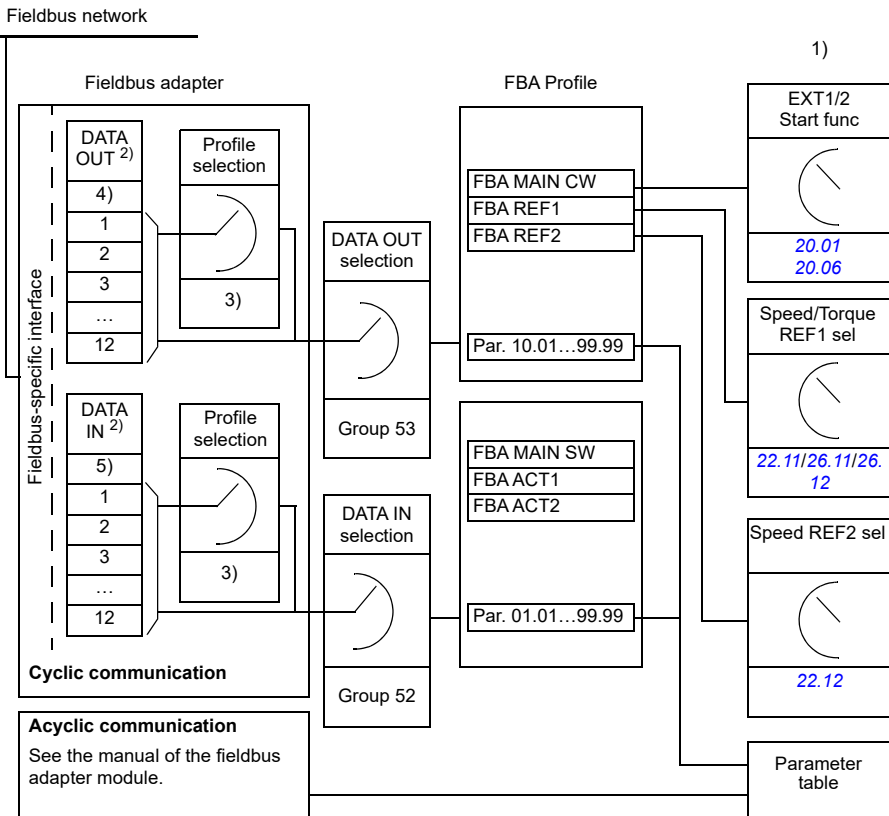 Fieldbus network
Fieldbus adapter
Fieldbus-specific interface
DATA
OUT 2)
4)
1
2
3
…
12
Profile
selection
3)
DATA
IN 2)
5)
1
2
3
…
12
Profile
selection
3)
Cyclic communication
Acyclic communication
See the manual of the fieldbus
adapter module.
DATA OUT
selection
Group 53
DATA IN
selection
Group 52
FBA Profile
FBA MAIN CW
FBA REF1
FBA REF2
Par. 10.01…99.99
FBA MAIN SW
FBA ACT1
FBA ACT2
Par. 01.01…99.99
1)
EXT1/2
Start func
20.01
20.06
Speed/Torque
REF1 sel
22.11/26.11/26.
12
Speed REF2 sel
22.12
Parameter
table